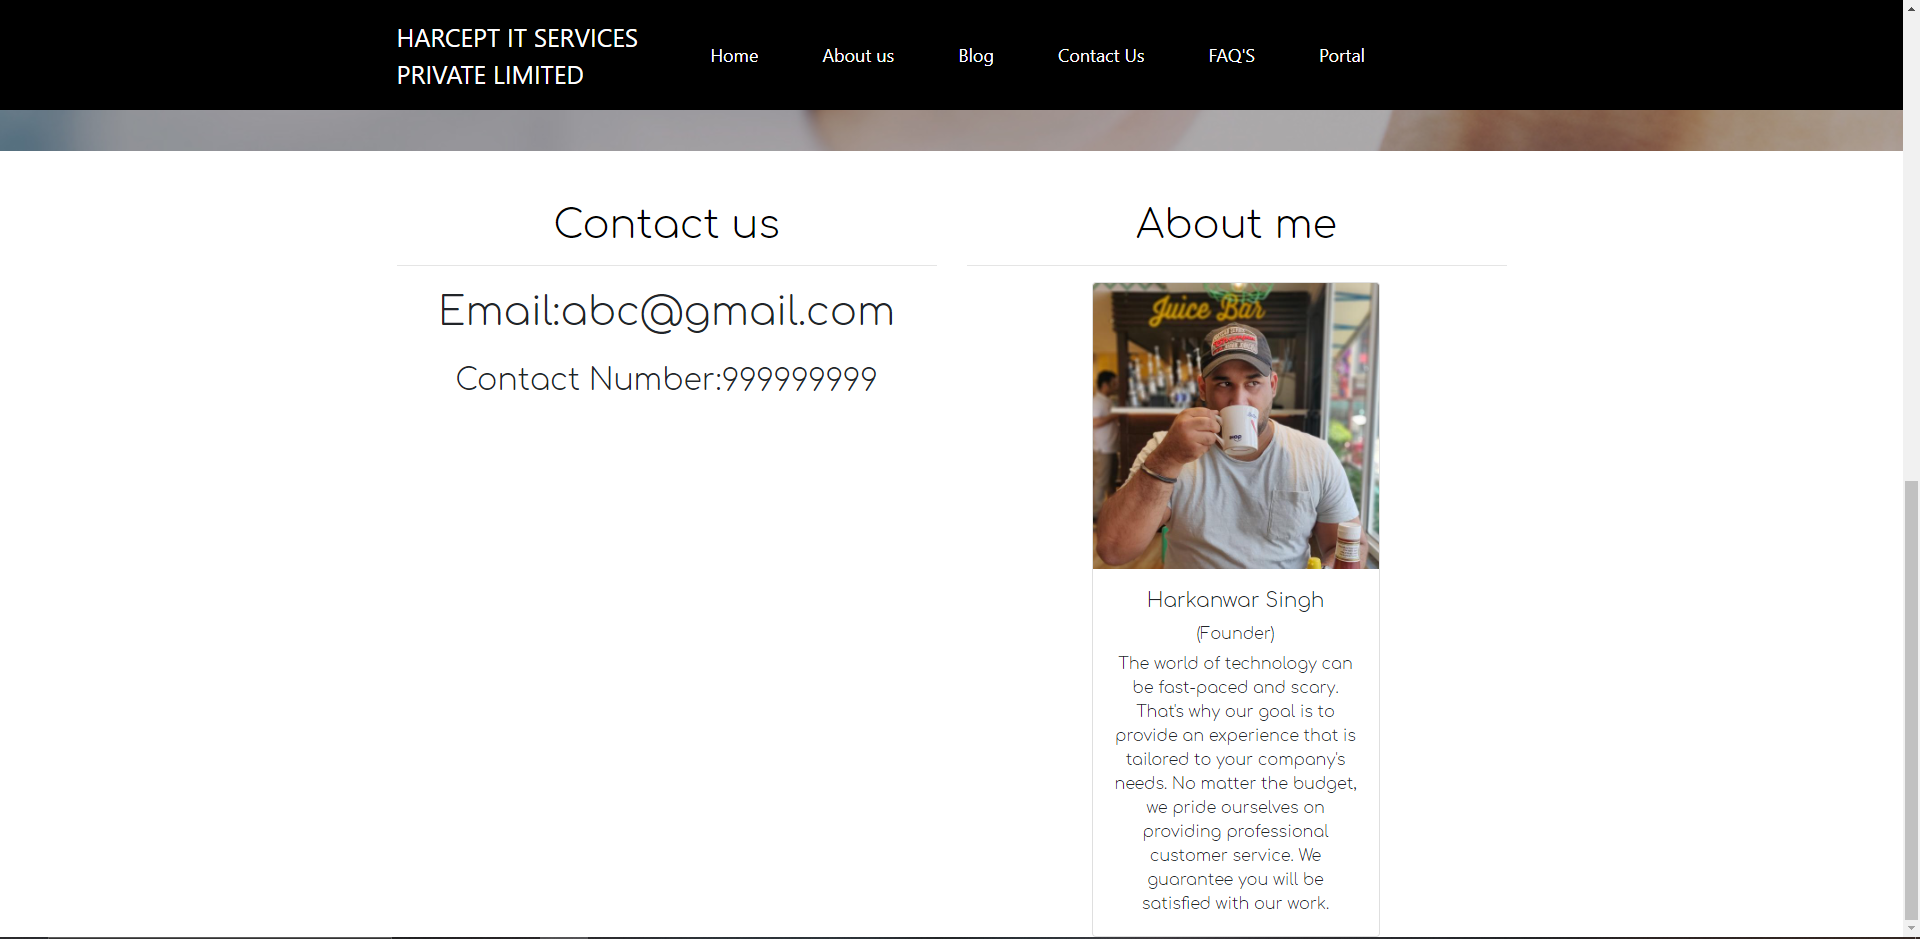 HARCEPT IT SERVICES
PRIVATE LIMITED
Home
About us
Blog
Contact Us
FAQ'S
Portal
Contact us
Email:abc@gmail.com
Contact Number:999999999
About me
Juice Bar
Harkanwar Singh
(Founder)
The world of technology can
be fast-paced and scary.
That's why our goal is to
provide an experience that is
tailored to your company's
needs. No matter the budget,
we pride ourselves on
providing professional
customer service. We
guarantee you will be
satisfied with our work.